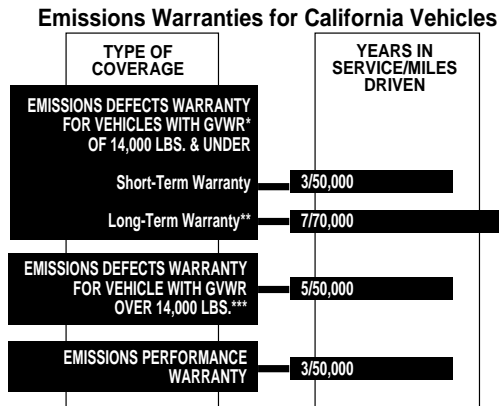 Emissions Warranties for California Vehicles
TYPE OF
COVERAGE
YEARS IN
SERVICE/MILES
DRIVEN
EMISSIONS DEFECTS WARRANTY
FOR VEHICLES WITH GVWR*
OF 14,000 LBS. & UNDER
Short-Term Warranty 3/50,000
Long-Term Warranty** 7/70,000
EMISSIONS DEFECTS WARRANTY
FOR VEHICLE WITH GVWR 5/50,000
OVER 14,000 LBS.***
EMISSIONS PERFORMANCE
WARRANTY 3/50,000